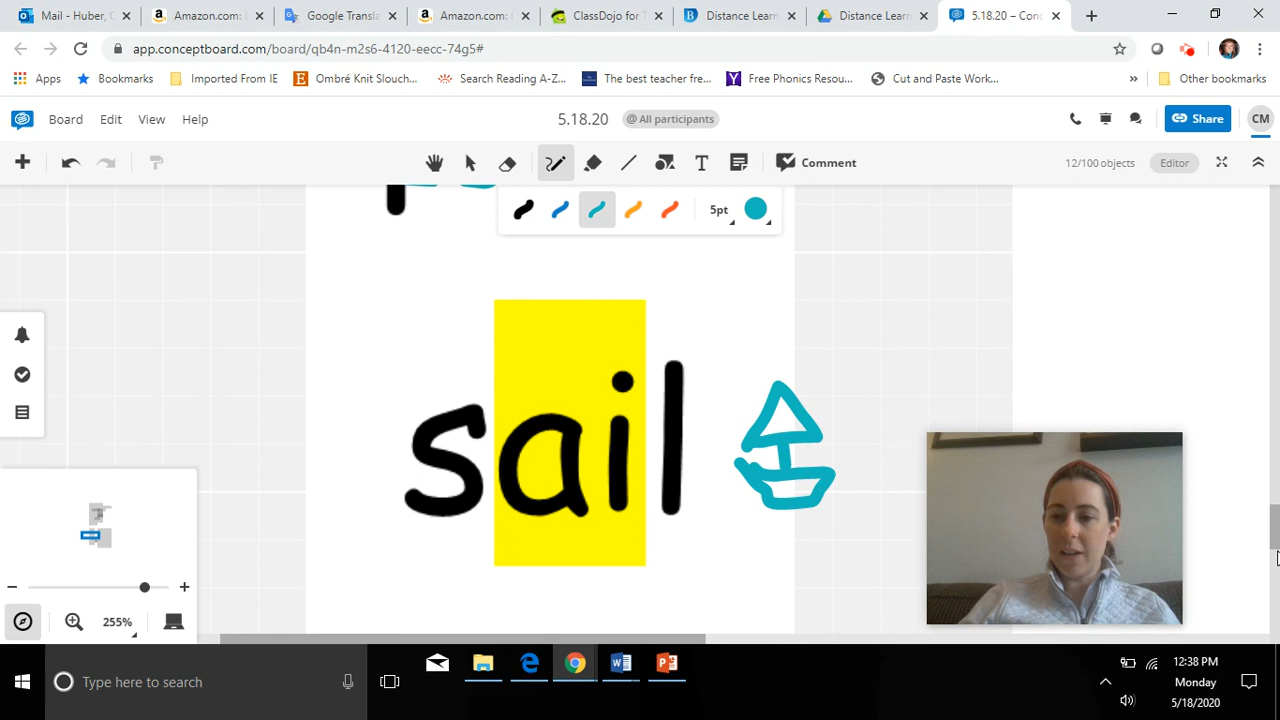 Mail - Huber, C
Amazon.com: 
Google Transla
Amazon.com: 
ClassDojo for T
Distance Learn
Distance Learn
5.18.20 – Conc
app.conceptboard.com/board/qb4n-m2s6-4120-eecc-74g5#
Apps
Bookmarks
Imported From IE
Ombré Knit Slouch...
Search Reading A-Z...
The best teacher fre...
Free Phonics Resou...
Cut and Paste Work...
»
Other bookmarks
Board
Edit
View
Help
5.18.20
@ All participants
Share
CM
Comment
12/100 objects
Editor
5pt
sail
255%
Type here to search
12:38 PM
Monday
5/18/2020